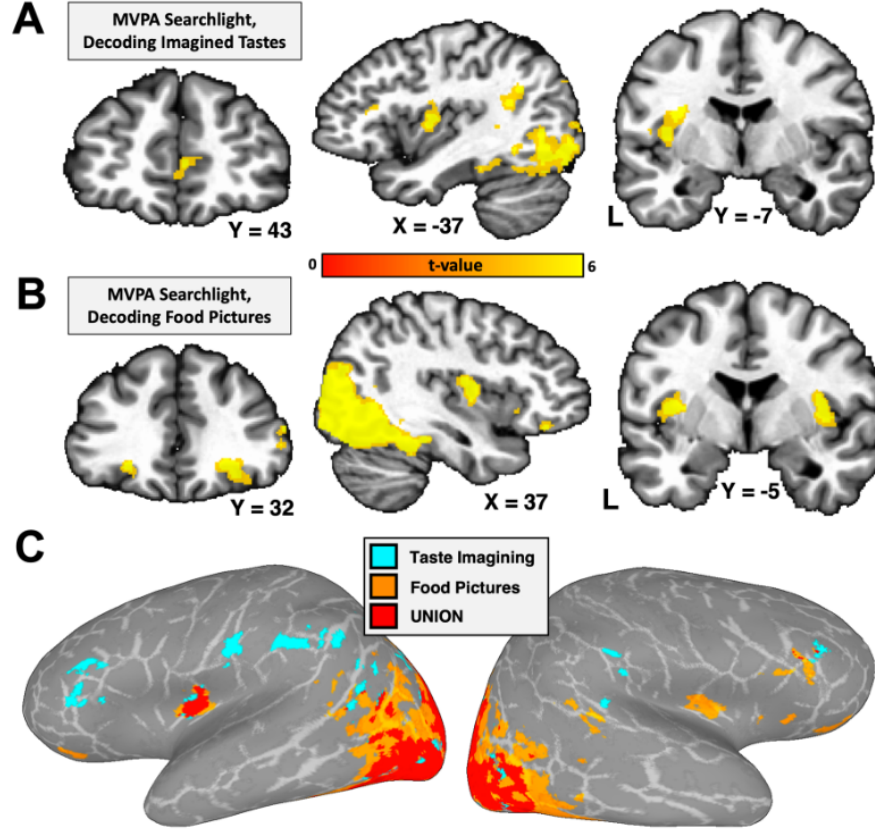 A
MVPA Searchlight,
Decoding Imagined Tastes
Y = 43
X = -37
L
Y = -7
0
t-value
6
B
MVPA Searchlight,
Decoding Food Pictures
Y = 32
X = 37
L
Y = -5
C
Taste Imagining
Food Pictures
UNION